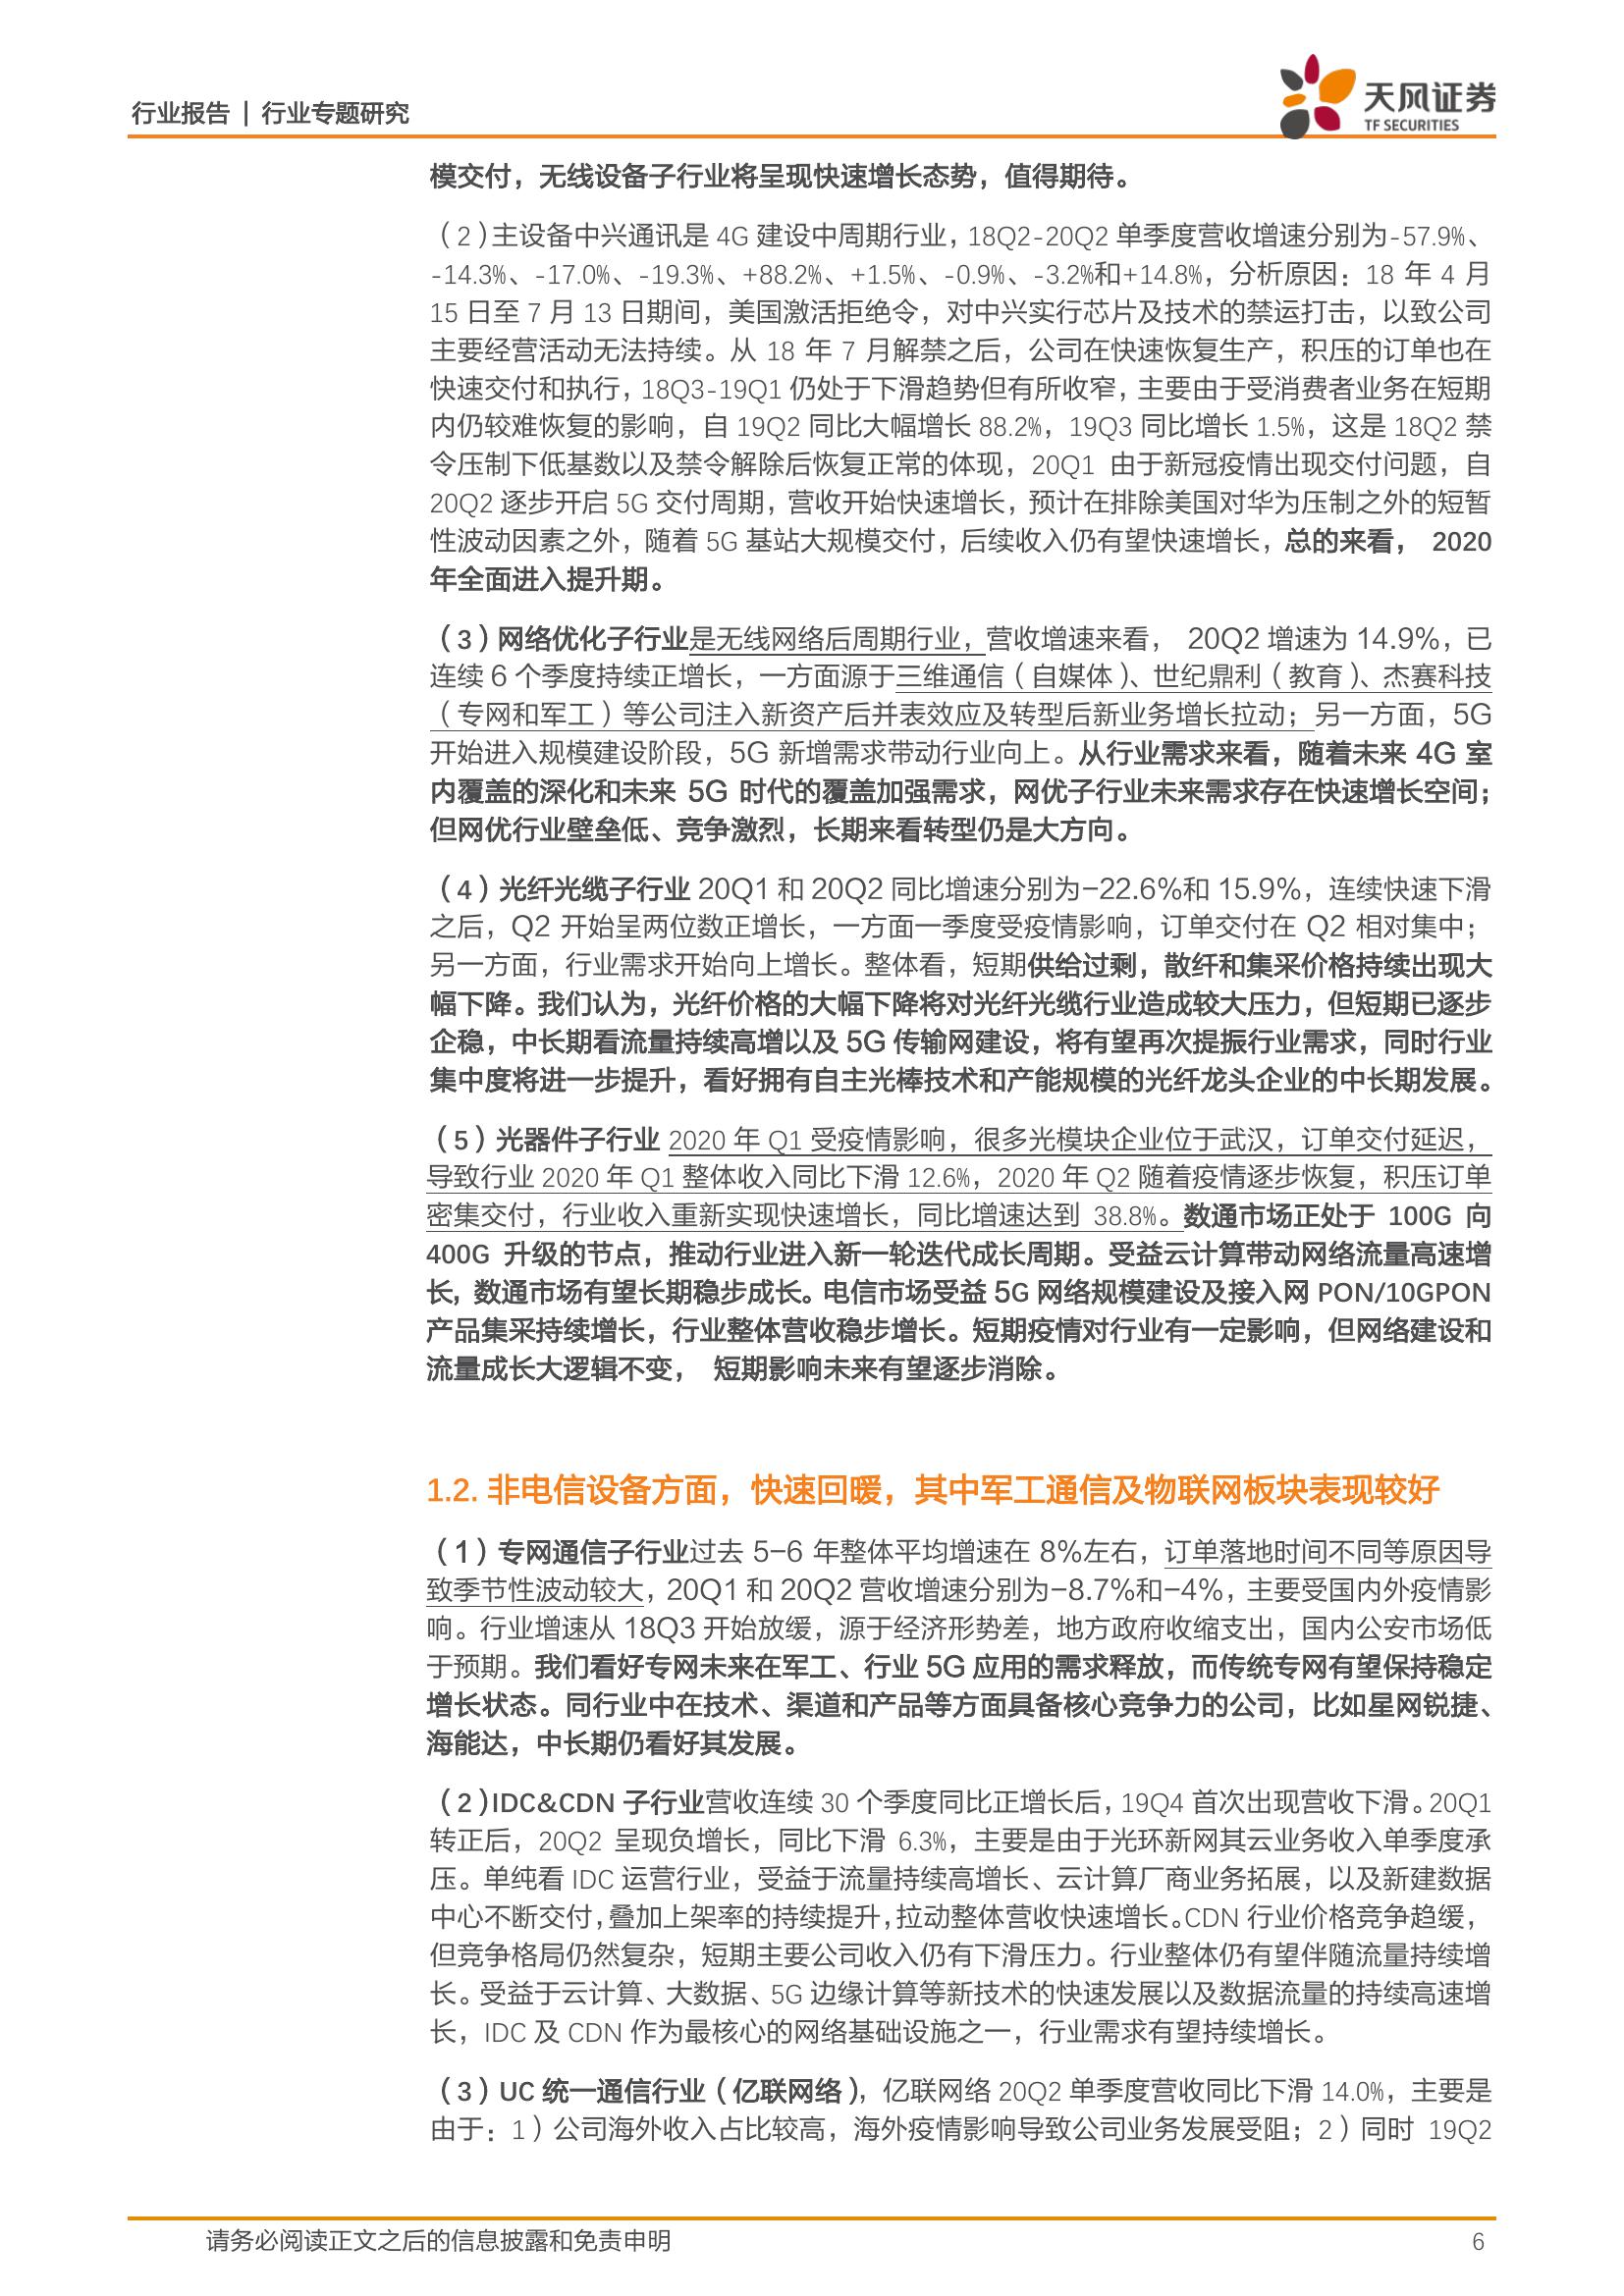 行业报告 | 行业专题研究
天风证券
TF SECURITIES
模交付，无线设备子行业将呈现快速增长态势，值得期待。
（2）主设备中兴通讯是 4G 建设中周期行业，18Q2-20Q2 单季度营收增速分别为-57.9%、
-14.3%、-17.0%、-19.3%、+88.2%、+1.5%、-0.9%、-3.2%和+14.8%，分析原因：18 年 4 月
15 日至 7 月 13 日期间，美国激活拒绝令，对中兴实行芯片及技术的禁运打击，以致公司
主要经营活动无法持续。从 18 年 7 月解禁之后，公司在快速恢复生产，积压的订单也在
快速交付和执行，18Q3-19Q1 仍处于下滑趋势但有所收窄，主要由于受消费者业务在短期
内仍较难恢复的影响，自 19Q2 同比大幅增长 88.2%，19Q3 同比增长 1.5%，这是 18Q2 禁
令压制下低基数以及禁令解除后恢复正常的体现，20Q1 由于新冠疫情出现交付问题，自
20Q2 逐步开启 5G 交付周期，营收开始快速增长，预计在排除美国对华为压制之外的短暂
性波动因素之外，随着 5G 基站大规模交付，后续收入仍有望快速增长，总的来看， 2020
年全面进入提升期。
（3）网络优化子行业是无线网络后周期行业，营收增速来看， 20Q2 增速为 14.9%，已
连续 6 个季度持续正增长，一方面源于三维通信（自媒体）、世纪鼎利（教育）、杰赛科技
（专网和军工）等公司注入新资产后并表效应及转型后新业务增长拉动；另一方面，5G
开始进入规模建设阶段，5G 新增需求带动行业向上。从行业需求来看，随着未来 4G 室
内覆盖的深化和未来 5G 时代的覆盖加强需求，网优子行业未来需求存在快速增长空间；
但网优行业壁垒低、竞争激烈，长期来看转型仍是大方向。
（4）光纤光缆子行业 20Q1 和 20Q2 同比增速分别为-22.6%和 15.9%，连续快速下滑
之后，Q2 开始呈两位数正增长，一方面一季度受疫情影响，订单交付在 Q2 相对集中；
另一方面，行业需求开始向上增长。整体看，短期供给过剩，散纤和集采价格持续出现大
幅下降。我们认为，光纤价格的大幅下降将对光纤光缆行业造成较大压力，但短期已逐步
企稳，中长期看流量持续高增以及 5G 传输网建设，将有望再次提振行业需求，同时行业
集中度将进一步提升，看好拥有自主光棒技术和产能规模的光纤龙头企业的中长期发展。
（5）光器件子行业 2020 年 Q1 受疫情影响，很多光模块企业位于武汉，订单交付延迟，
导致行业 2020 年 Q1 整体收入同比下滑 12.6%，2020 年 Q2 随着疫情逐步恢复，积压订单
密集交付，行业收入重新实现快速增长，同比增速达到 38.8%。数通市场正处于 100G 向
400G 升级的节点，推动行业进入新一轮迭代成长周期。受益云计算带动网络流量高速增
长，数通市场有望长期稳步成长。电信市场受益 5G 网络规模建设及接入网 PON/10GPON
产品集采持续增长，行业整体营收稳步增长。短期疫情对行业有一定影响，但网络建设和
流量成长大逻辑不变， 短期影响未来有望逐步消除。
1.2. 非电信设备方面，快速回暖，其中军工通信及物联网板块表现较好
（1）专网通信子行业过去 5-6 年整体平均增速在 8%左右，订单落地时间不同等原因导
致季节性波动较大，20Q1 和 20Q2 营收增速分别为-8.7%和-4%，主要受国内外疫情影
响。行业增速从 18Q3 开始放缓，源于经济形势差，地方政府收缩支出，国内公安市场低
于预期。我们看好专网未来在军工、行业 5G 应用的需求释放，而传统专网有望保持稳定
增长状态。同行业中在技术、渠道和产品等方面具备核心竞争力的公司，比如星网锐捷、
海能达，中长期仍看好其发展。
（2）IDC&CDN 子行业营收连续 30 个季度同比正增长后，19Q4 首次出现营收下滑。20Q1
转正后，20Q2 呈现负增长，同比下滑 6.3%，主要是由于光环新网其云业务收入单季度承
压。单纯看 IDC 运营行业，受益于流量持续高增长、云计算厂商业务拓展，以及新建数据
中心不断交付，叠加上架率的持续提升，拉动整体营收快速增长。CDN 行业价格竞争趋缓，
但竞争格局仍然复杂，短期主要公司收入仍有下滑压力。行业整体仍有望伴随流量持续增
长。受益于云计算、大数据、5G 边缘计算等新技术的快速发展以及数据流量的持续高速增
长，IDC 及 CDN 作为最核心的网络基础设施之一，行业需求有望持续增长。
（3）UC 统一通信行业（亿联网络），亿联网络 20Q2 单季度营收同比下滑 14.0%，主要是
由于：1）公司海外收入占比较高，海外疫情影响导致公司业务发展受阻；2）同时 19Q2
请务必阅读正文之后的信息披露和免责申明
6